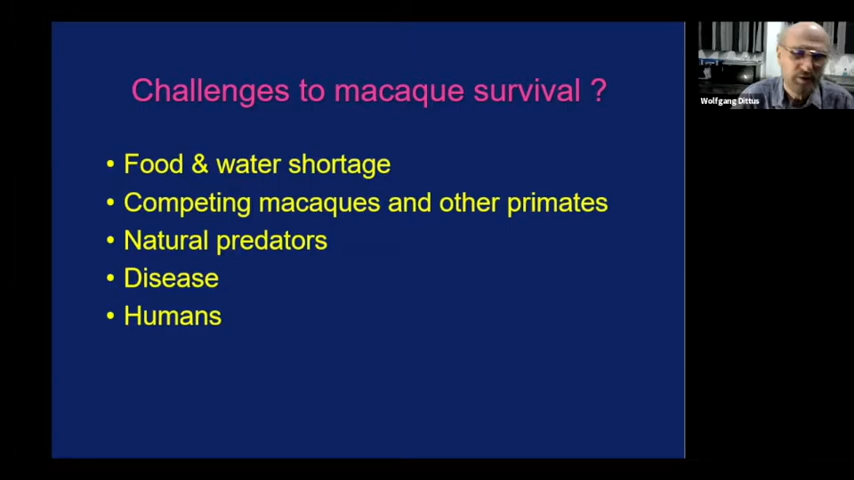 Challenges to macaque survival ?
• Food & water shortage
• Competing macaques and other primates
• Natural predators
• Disease
• Humans
Wolfgang Dittus